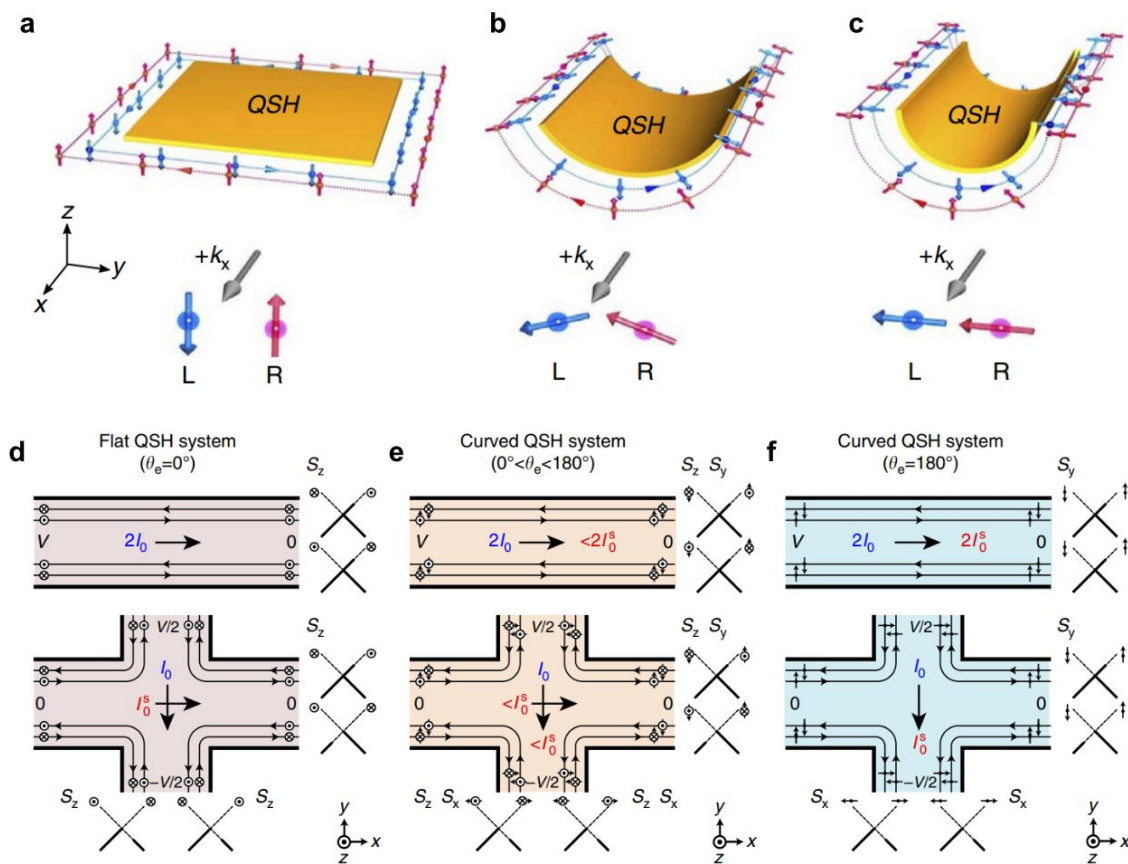 a
b
c
QSH
QSH
QSH
z
y
x
+kx
+kx
+kx
L
R
L
R
L
R
d
Flat QSH system
(θe=0°)
Sz
V
2I0
0
Sz
V/2
I0
0
I0s
0
−V/2
Sz
Sz
y
x
z
e
Curved QSH system
(0°<θe<180°)
Sz Sy
V
2I0
<2I0s
0
Sz Sy
V/2
I0
0
<I0s
0
<I0s
−V/2
Sz Sx
Sz Sx
y
x
z
f
Curved QSH system
(θe=180°)
Sy
V
2I0
2I0s
0
Sy
V/2
I0
0
0
I0s
−V/2
Sx
Sx
y
x
z